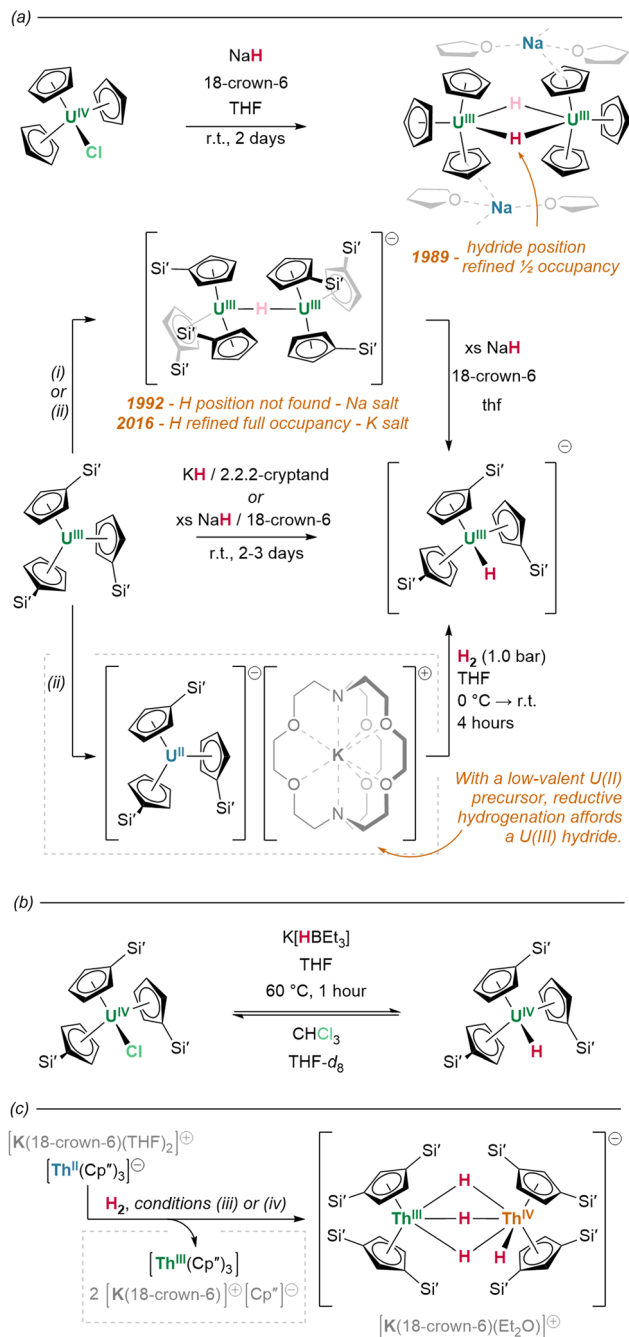 (a)
NaH
18-crown-6
THF
r.t., 2 days
U^IV
Cl
O
Na
O
H
U^III
U^III
H
O
Na
O
1989 - hydride position
refined ½ occupancy
Si′
Si′
Si′
U^III
H
U^III
Si′
Si′
Si′
⊖
(i)
or
(ii)
1992 - H position not found - Na salt
2016 - H refined full occupancy - K salt
xs NaH
18-crown-6
thf
Si′
U^III
Si′
Si′
KH / 2.2.2-cryptand
or
xs NaH / 18-crown-6
r.t., 2-3 days
Si′
U^III
H
Si′
Si′
⊖
(ii)
Si′
U^II
Si′
Si′
⊖
N
O
O
O
O
K
O
O
N
⊕
H2 (1.0 bar)
THF
0 °C → r.t.
4 hours
With a low-valent U(II)
precursor, reductive
hydrogenation affords
a U(III) hydride.
(b)
Si′
U^IV
Cl
Si′
Si′
K[HBEt3]
THF
60 °C, 1 hour
CHCl3
THF-d8
Si′
U^IV
H
Si′
Si′
(c)
[K(18-crown-6)(THF)2]⊕
[Th^II(Cp″)3]⊖
H2, conditions (iii) or (iv)
[Th^III(Cp″)3]
2 [K(18-crown-6)]⊕[Cp″]⊖
Si′
Si′
Si′
Si′
H
Th^III
H
Th^IV
H
H
Si′
Si′
Si′
Si′
⊖
[K(18-crown-6)(Et2O)]⊕